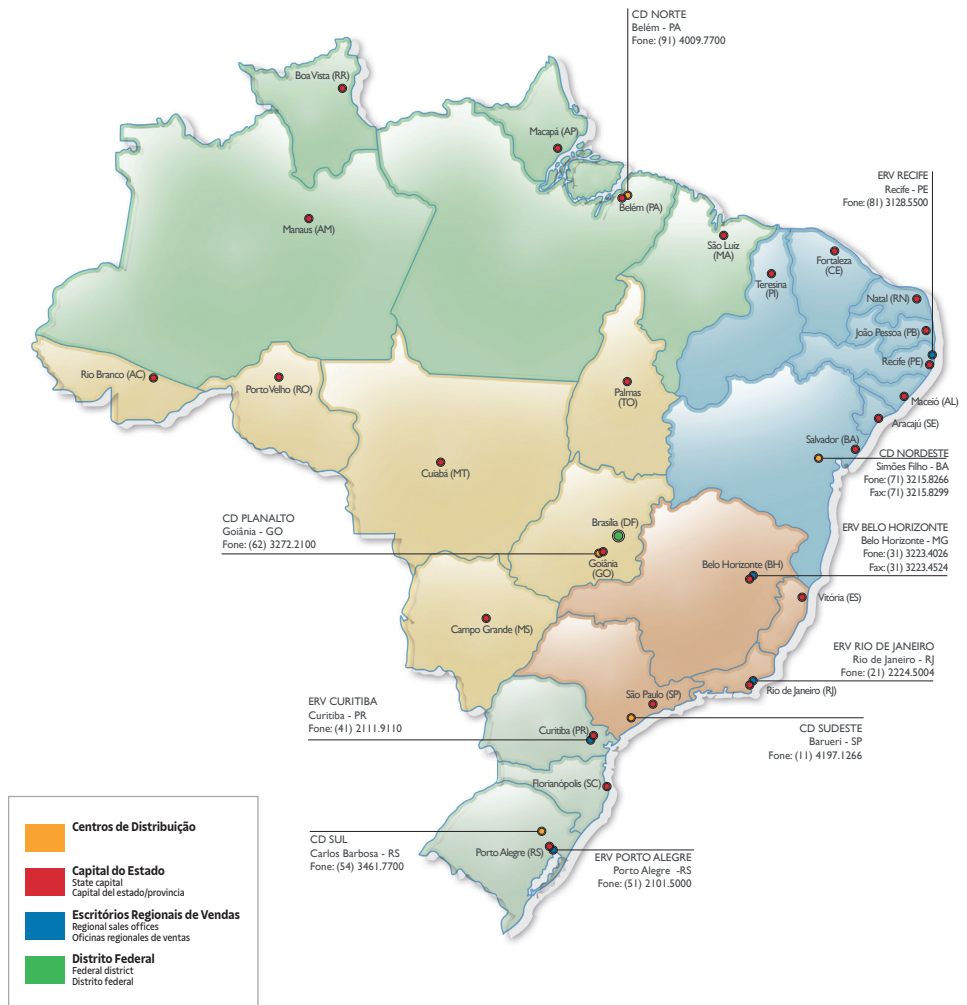 CD NORTE
Belém - PA
Fone: (91) 4009.7700
Boa Vista (RR)
Macapá (AP)
ERV RECIFE
Recife - PE
Fone: (81) 3128.5500
Belém (PA)
Manaus (AM)
São Luiz
(MA)
Fortaleza
(CE)
Teresina
(PI)
Natal (RN)
João Pessoa (PB)
Recife (PE)
Rio Branco (AC)
Porto Velho (RO)
Palmas
(TO)
Maceió (AL)
Aracajú (SE)
Salvador (BA)
CD NORDESTE
Simões Filho - BA
Fone: (71) 3215.8266
Fax: (71) 3215.8299
Cuiabá (MT)
CD PLANALTO
Goiânia - GO
Fone: (62) 3272.2100
Brasília (DF)
Goiânia
(GO)
ERV BELO HORIZONTE
Belo Horizonte - MG
Fone: (31) 3223.4026
Fax: (31) 3223.4524
Belo Horizonte (BH)
Vitória (ES)
Campo Grande (MS)
ERV RIO DE JANEIRO
Rio de Janeiro - RJ
Fone: (21) 2224.5004
Rio de Janeiro (RJ)
São Paulo (SP)
ERV CURITIBA
Curitiba - PR
Fone: (41) 2111.9110
Curitiba (PR)
CD SUDESTE
Barueri - SP
Fone: (11) 4197.1266
Florianópolis (SC)
CD SUL
Carlos Barbosa - RS
Fone: (54) 3461.7700
Porto Alegre (RS)
ERV PORTO ALEGRE
Porto Alegre -RS
Fone: (51) 2101.5000
Centros de Distribuição
Capital do Estado
State capital
Capital del estado/provincia
Escritórios Regionais de Vendas
Regional sales offices
Oficinas regionales de ventas
Distrito Federal
Federal district
Distrito federal